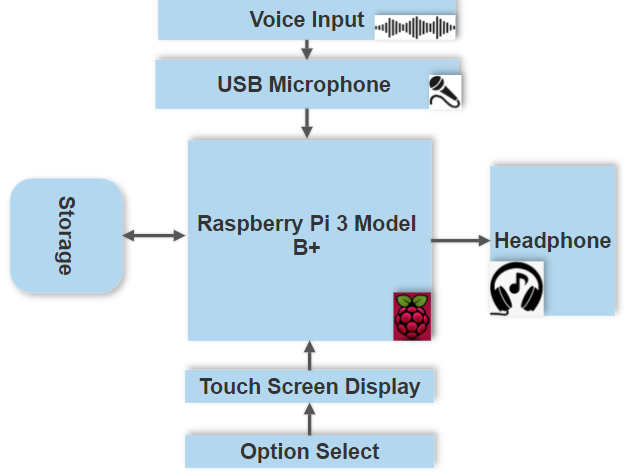 Voice Input
USB Microphone
Storage
Raspberry Pi 3 Model
B+
Headphone
Touch Screen Display
Option Select